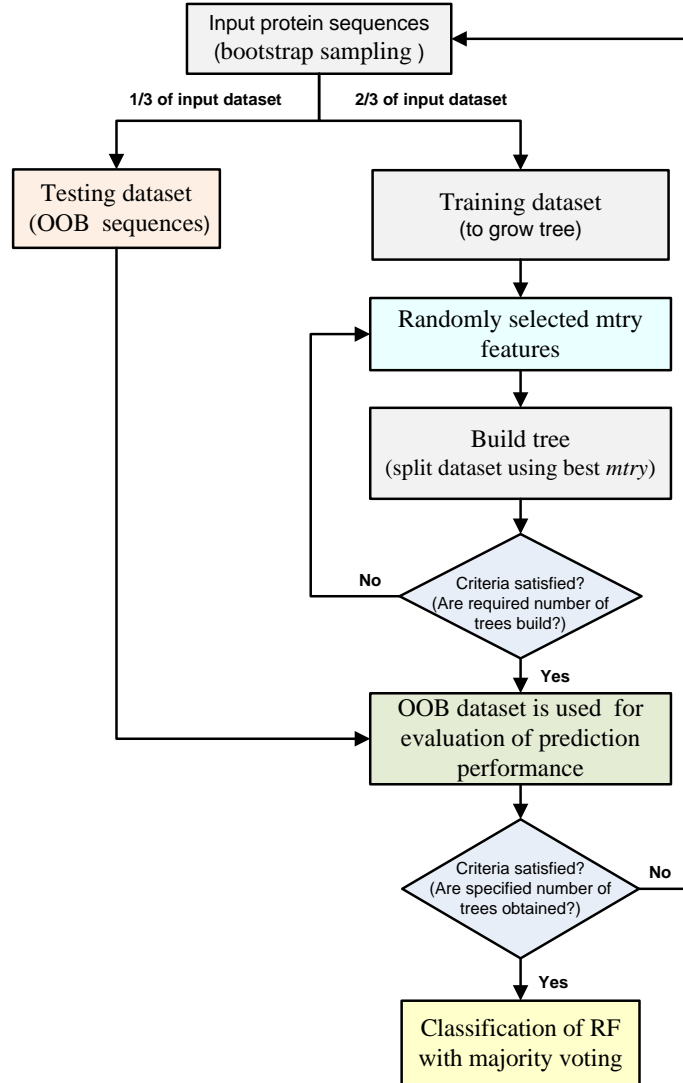 Input protein sequences
(bootstrap sampling )
1/3 of input dataset
2/3 of input dataset
Testing dataset
(OOB sequences)
Training dataset
(to grow tree)
Randomly selected mtry
features
Build tree
(split dataset using best mtry)
No
Criteria satisfied?
(Are required number of
trees build?)
Yes
OOB dataset is used for
evaluation of prediction
performance
Criteria satisfied?
(Are specified number of
trees obtained?)
No
Yes
Classification of RF
with majority voting